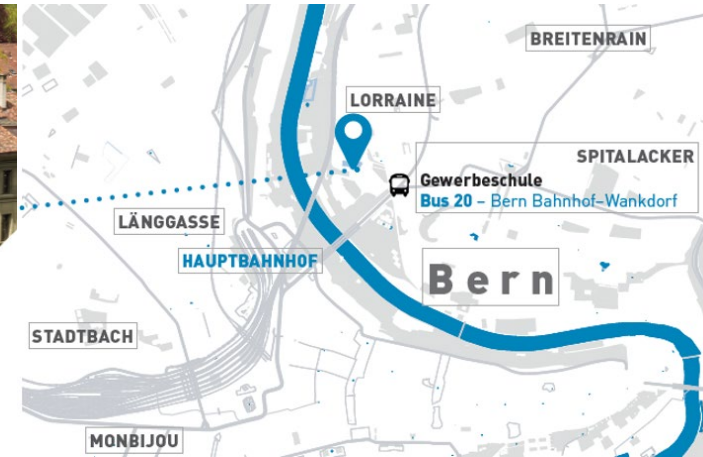 BREITENRAIN
LORRAINE
SPITALACKER
Gewerbeschule
Bus 20 – Bern Bahnhof–Wankdorf
LÄNGGASSE
HAUPTBAHNHOF
Bern
STADTBACH
MONBIJOU